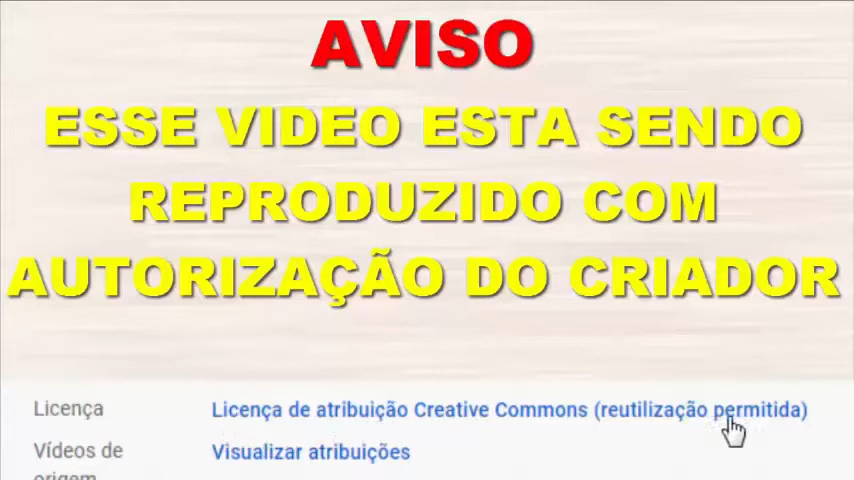 AVISO
ESSE VIDEO ESTA SENDO
REPRODUZIDO COM
AUTORIZAÇÃO DO CRIADOR
Licença Licença de atribuição Creative Commons (reutilização permitida)
Vídeos de Visualizar atribuições
origem